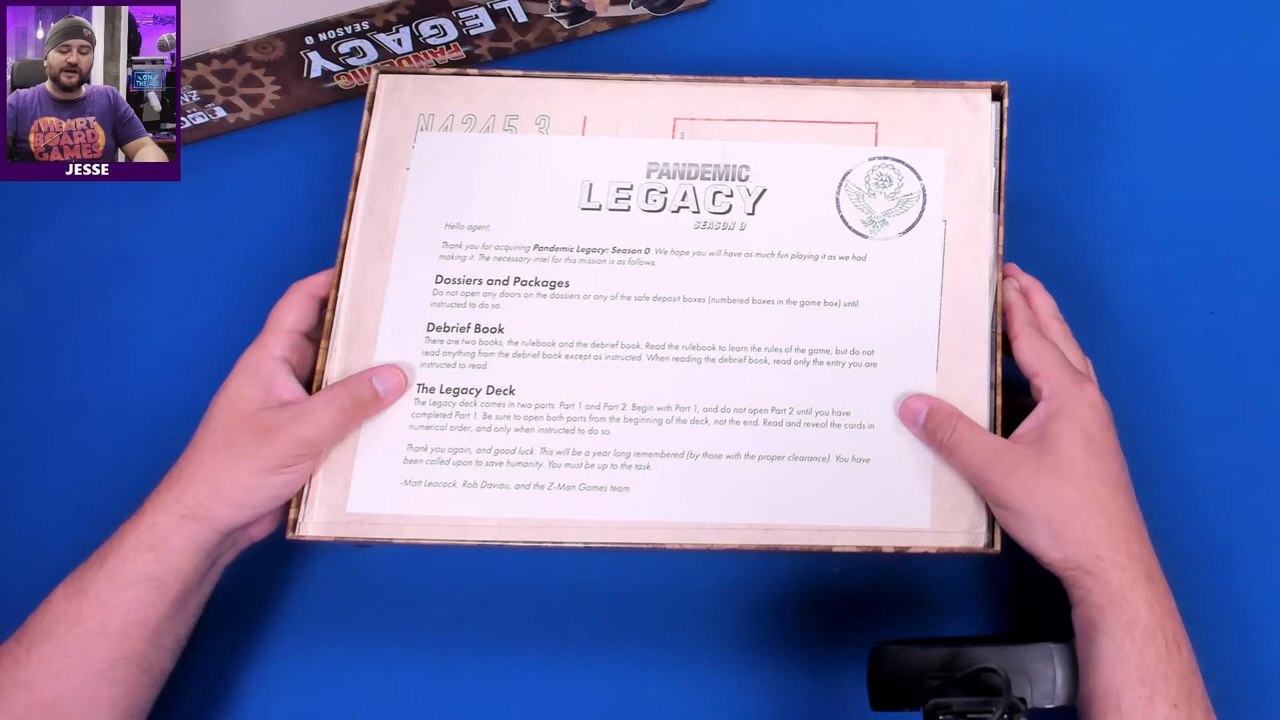 I HEART
BOARD
GAMES
JESSE
PANDEMIC
LEGACY
SEASON 0
N4245.3
PANDEMIC
LEGACY
SEASON 0
Hello agent,
Thank you for acquiring Pandemic Legacy: Season 0. We hope you will have as much fun playing it as we had
making it. The necessary intel for this mission is as follows.
Dossiers and Packages
Do not open any doors on the dossiers or any of the safe deposit boxes (numbered boxes in the game box) until
instructed to do so.
Debrief Book
There are two books, the rulebook and the debrief book. Read the rulebook to learn the rules of the game, but do not
read anything from the debrief book except as instructed. When reading the debrief book, read only the entry you are
instructed to read.
The Legacy Deck
The Legacy deck comes in two parts: Part 1 and Part 2. Begin with Part 1, and do not open Part 2 until you have
completed Part 1. Be sure to open both parts from the beginning of the deck, not the end. Read and reveal the cards in
numerical order, and only when instructed to do so.
Thank you again, and good luck. This will be a year long remembered (by those with the proper clearance). You have
been called upon to save humanity. You must be up to the task.
-Matt Leacock, Rob Daviau, and the Z-Man Games team